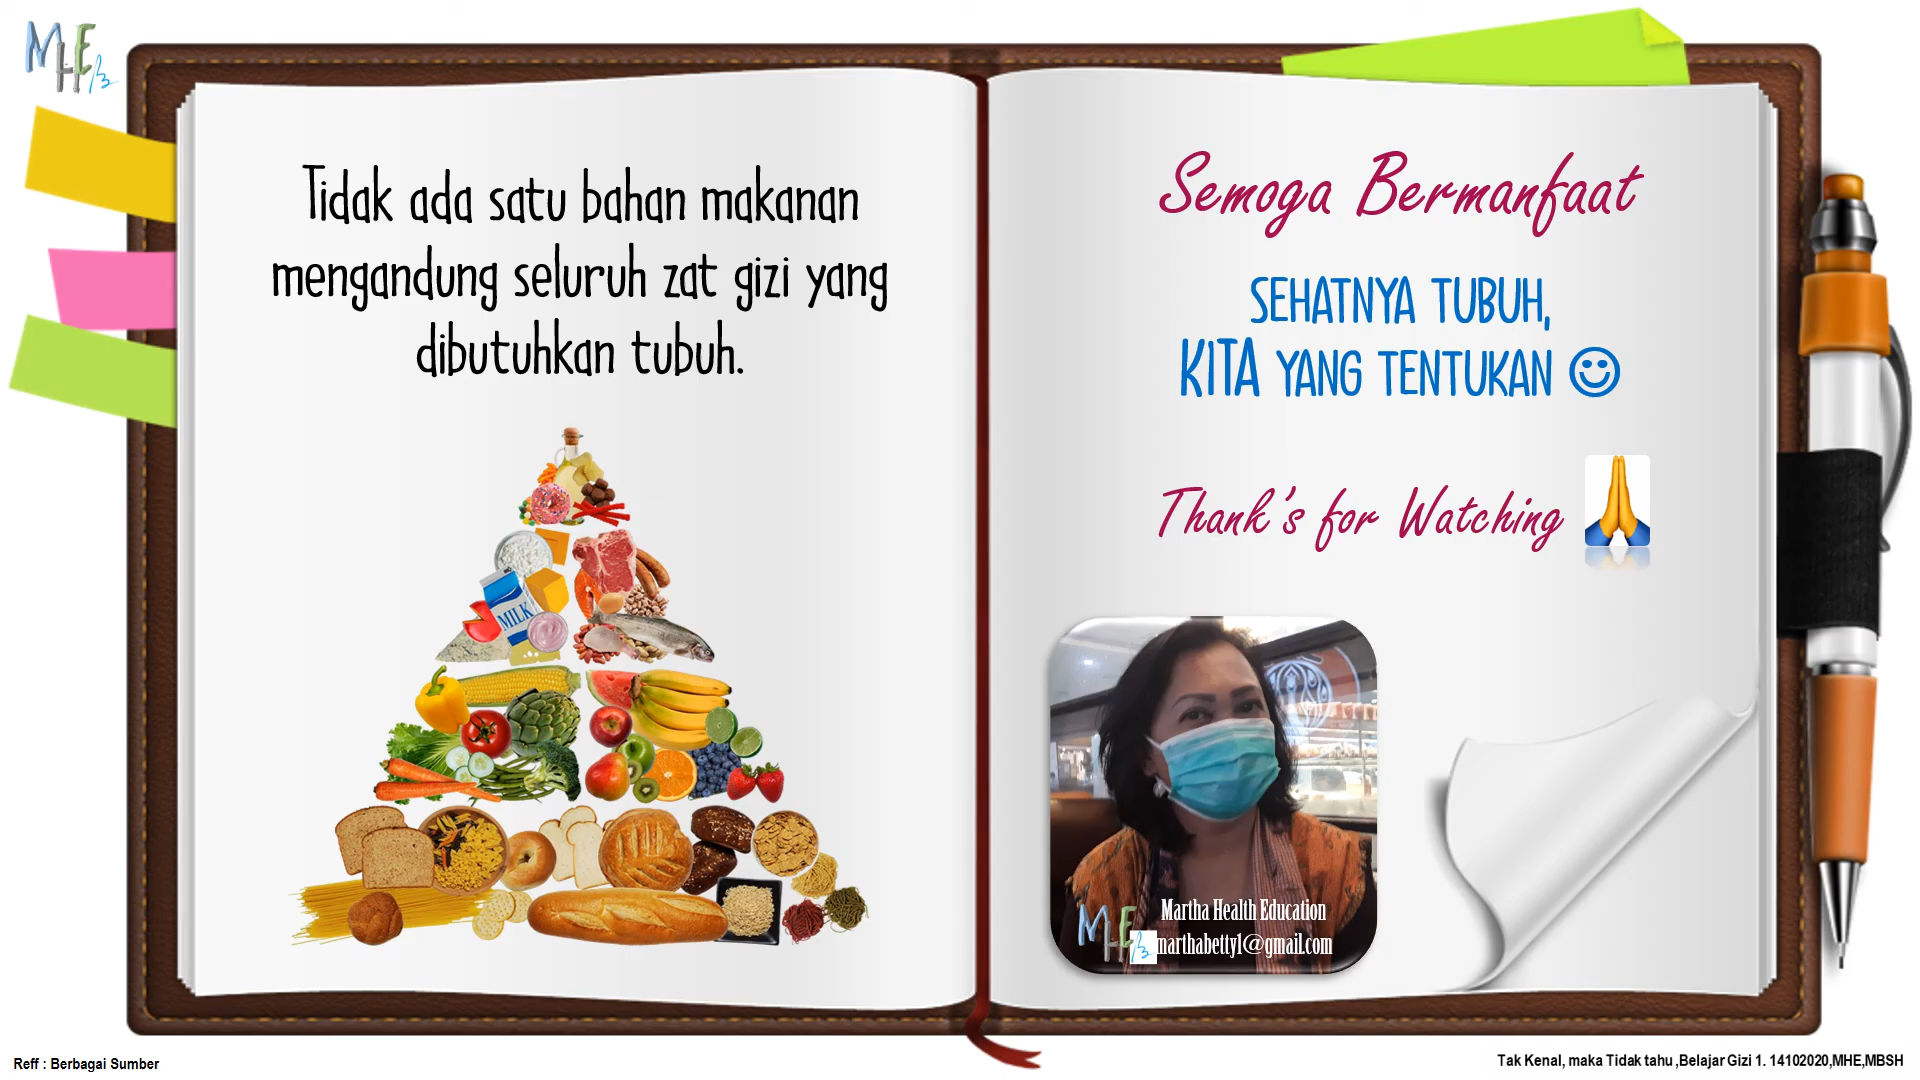 MHEB
Tidak ada satu bahan makanan
mengandung seluruh zat gizi yang
dibutuhkan tubuh.
MILK
Semoga Bermanfaat
SEHATNYA TUBUH,
KITA YANG TENTUKAN ☺
Thank's for Watching 🙏
MHEB
Martha Health Education
marthabetty1@gmail.com
Reff : Berbagai Sumber
Tak Kenal, maka Tidak tahu ,Belajar Gizi 1. 14102020,MHE,MBSH